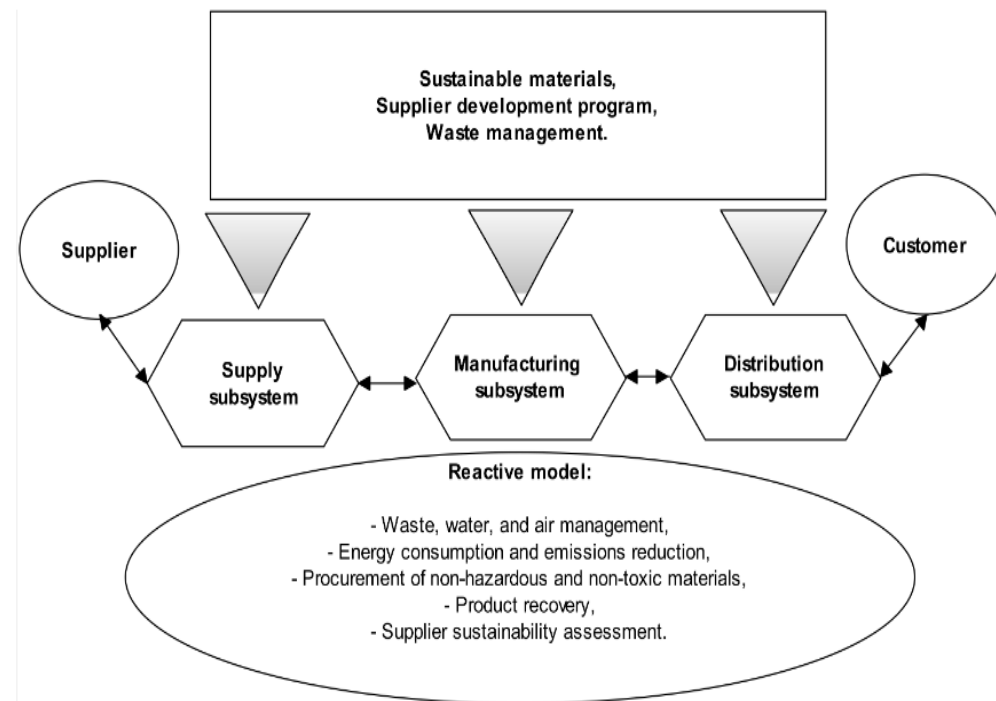 Sustainable materials,
Supplier development program,
Waste management.
Supplier
Customer
Supply
subsystem
Manufacturing
subsystem
Distribution
subsystem
Reactive model:
- Waste, water, and air management,
- Energy consumption and emissions reduction,
- Procurement of non-hazardous and non-toxic materials,
- Product recovery,
- Supplier sustainability assessment.